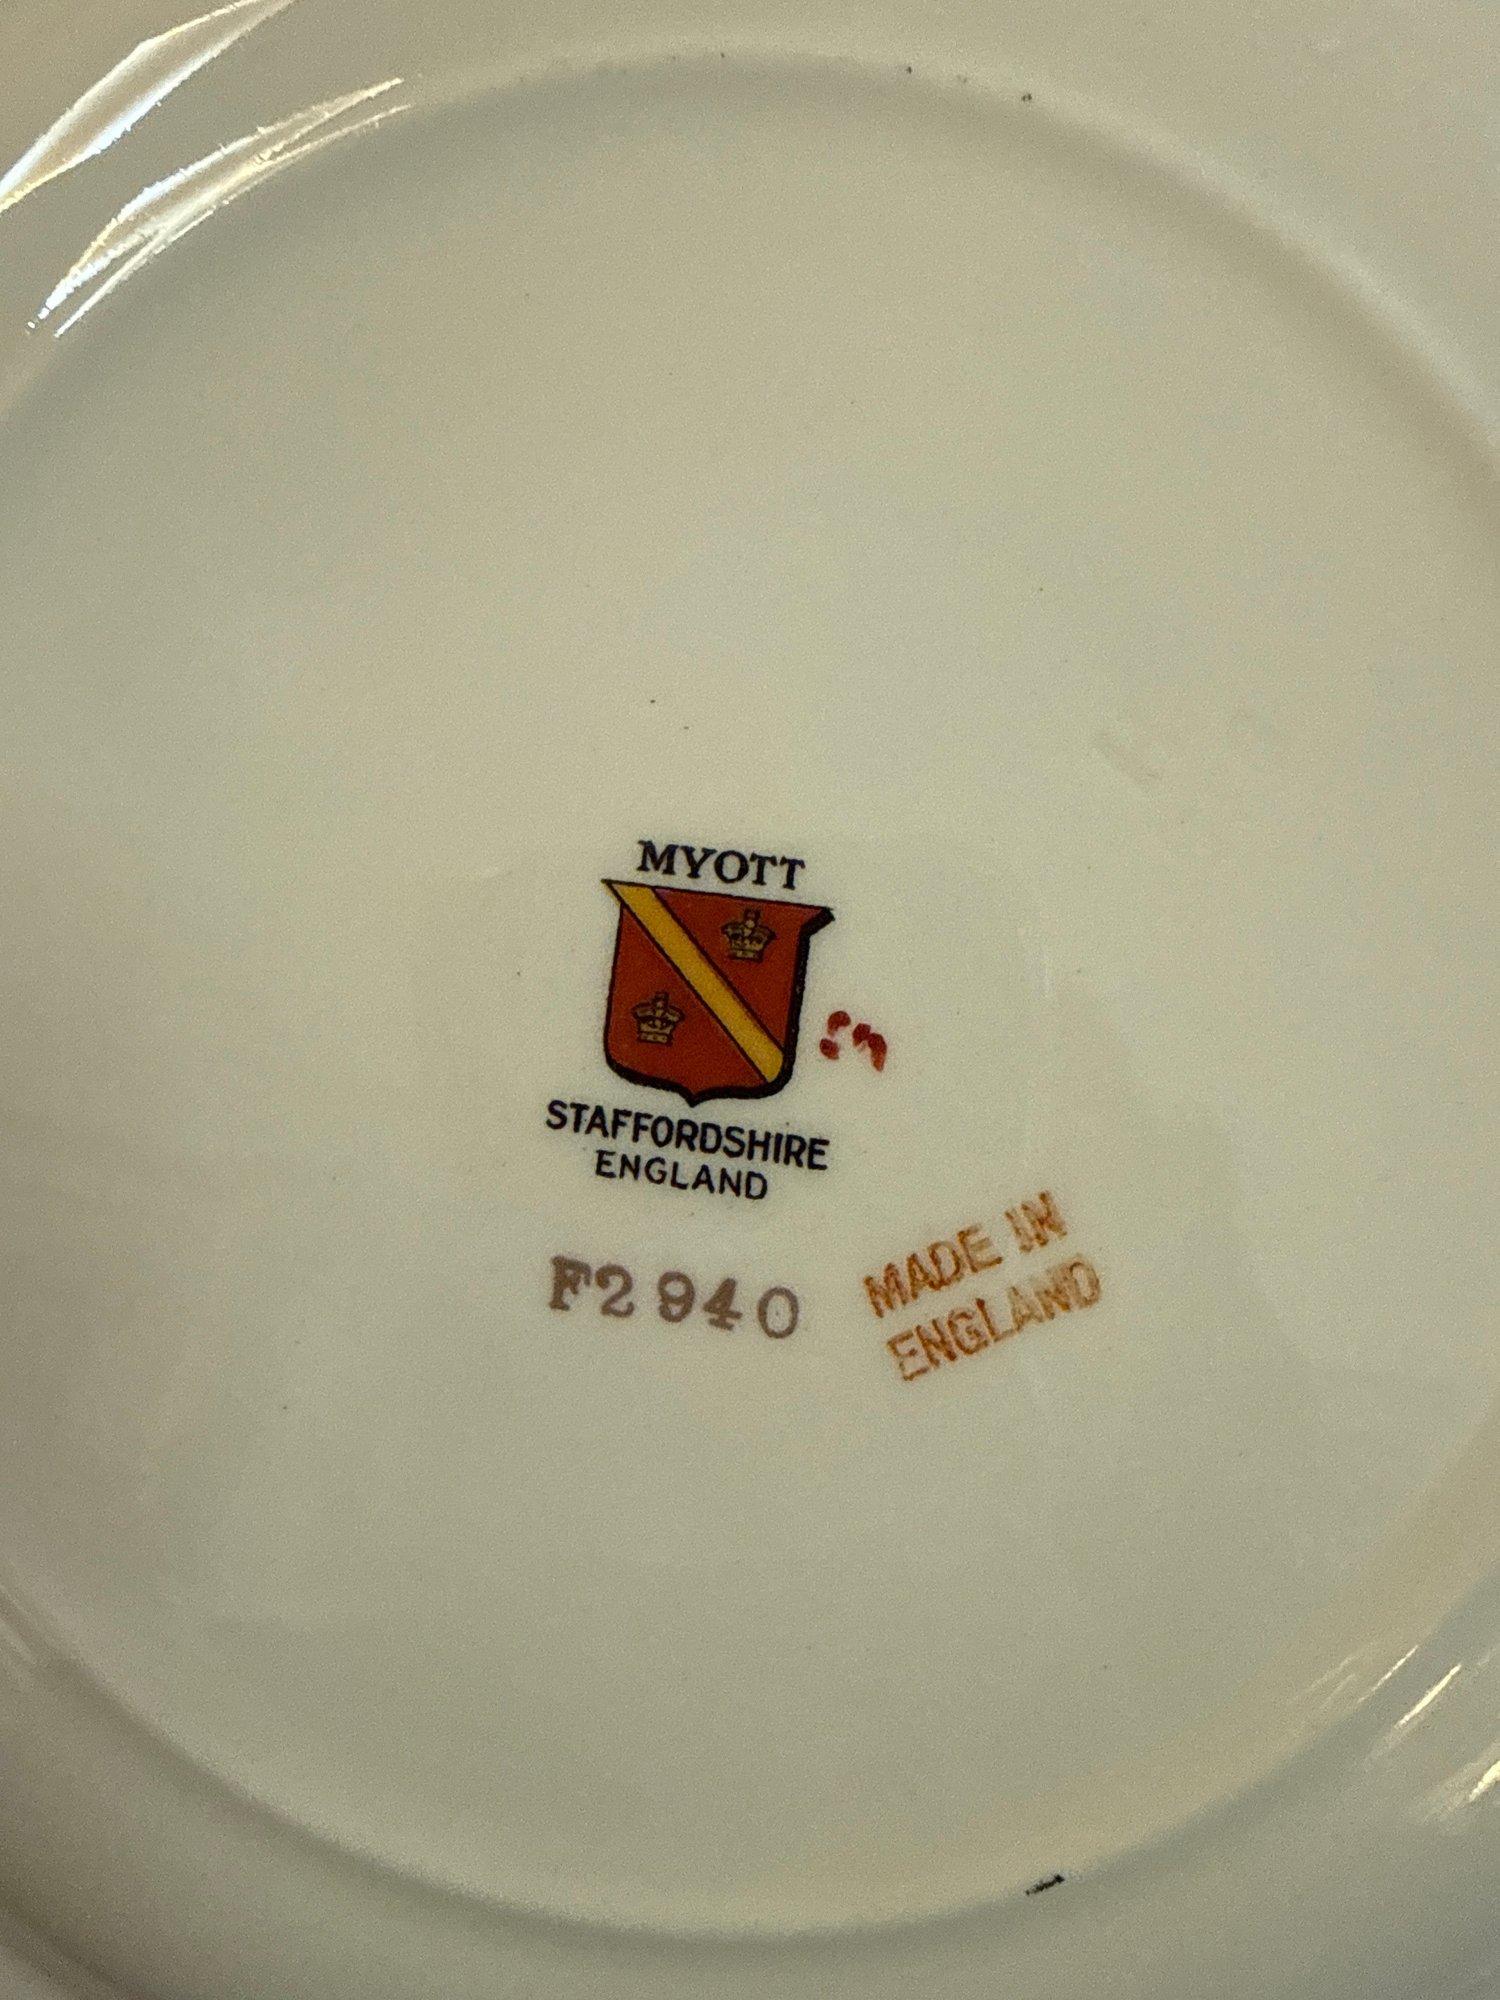 MYOTT
STAFFORDSHIRE
ENGLAND
F2940
MADE IN
ENGLAND